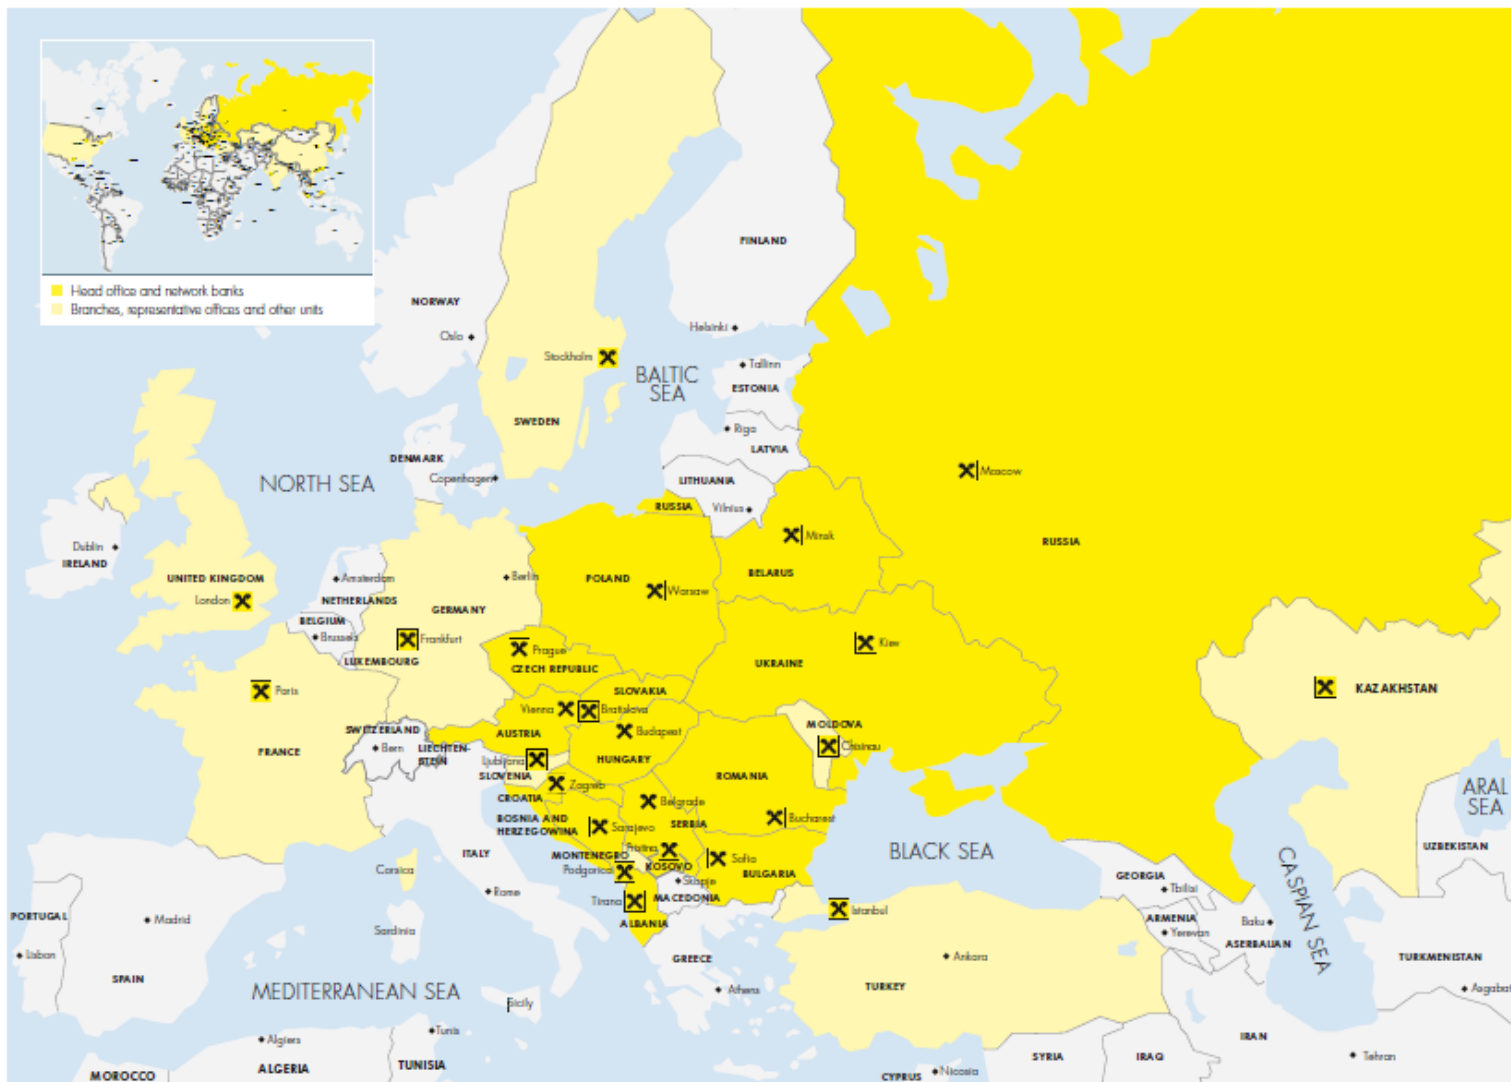 Head office and network banks
Branches, representative offices and other units
FINLAND
NORWAY
Oslo
Helsinki
Stockholm
BALTIC
SEA
Tallinn
ESTONIA
SWEDEN
Riga
LATVIA
DENMARK
Copenhagen
NORTH SEA
LITHUANIA
Vilnius
RUSSIA
Moscow
Minsk
RUSSIA
Dublin
IRELAND
UNITED KINGDOM
London
Amsterdam
NETHERLANDS
Berlin
POLAND
Warsaw
BELARUS
GERMANY
BELGIUM
Brussels
Frankfurt
LUXEMBOURG
Prague
CZECH REPUBLIC
UKRAINE
Kiew
SLOVAKIA
Paris
KAZAKHSTAN
Vienna
Bratislava
SWITZERLAND
Bern
LIECHTEN-
STEIN
AUSTRIA
Budapest
MOLDOVA
Chisinau
FRANCE
Ljubljana
HUNGARY
SLOVENIA
ROMANIA
Zagreb
CROATIA
Belgrade
ARAL
SEA
BOSNIA AND
HERZEGOWINA
Sarajevo
SERBIA
Bucharest
UZBEKISTAN
ITALY
MONTENEGRO
Pristina
KOSOVO
Sofia
BULGARIA
BLACK SEA
CASPIAN SEA
Corsica
Podgorica
Skopje
MACEDONIA
GEORGIA
Tbilisi
Rome
Tirana
ALBANIA
Istanbul
PORTUGAL
Madrid
Sardinia
ARMENIA
Yerevan
Baku
ASERBAIJAN
Lisbon
SPAIN
GREECE
Ankara
TURKMENISTAN
MEDITERRANEAN SEA
Sicily
Athens
TURKEY
Asgabat
Algiers
Tunis
IRAN
MOROCCO
ALGERIA
TUNISIA
CYPRUS
Nicosia
SYRIA
IRAQ
Tehran